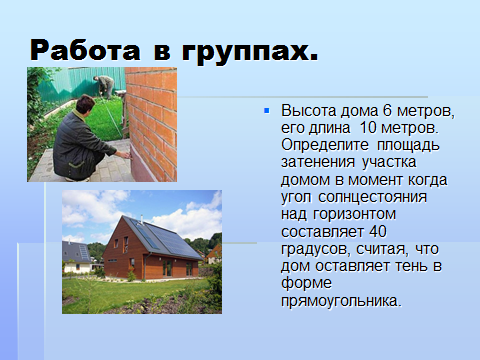 Работа в группах.
Высота дома 6 метров,
его длина 10 метров.
Определите площадь
затенения участка
домом в момент когда
угол солнцестояния
над горизонтом
составляет 40
градусов, считая, что
дом оставляет тень в
форме
прямоугольника.